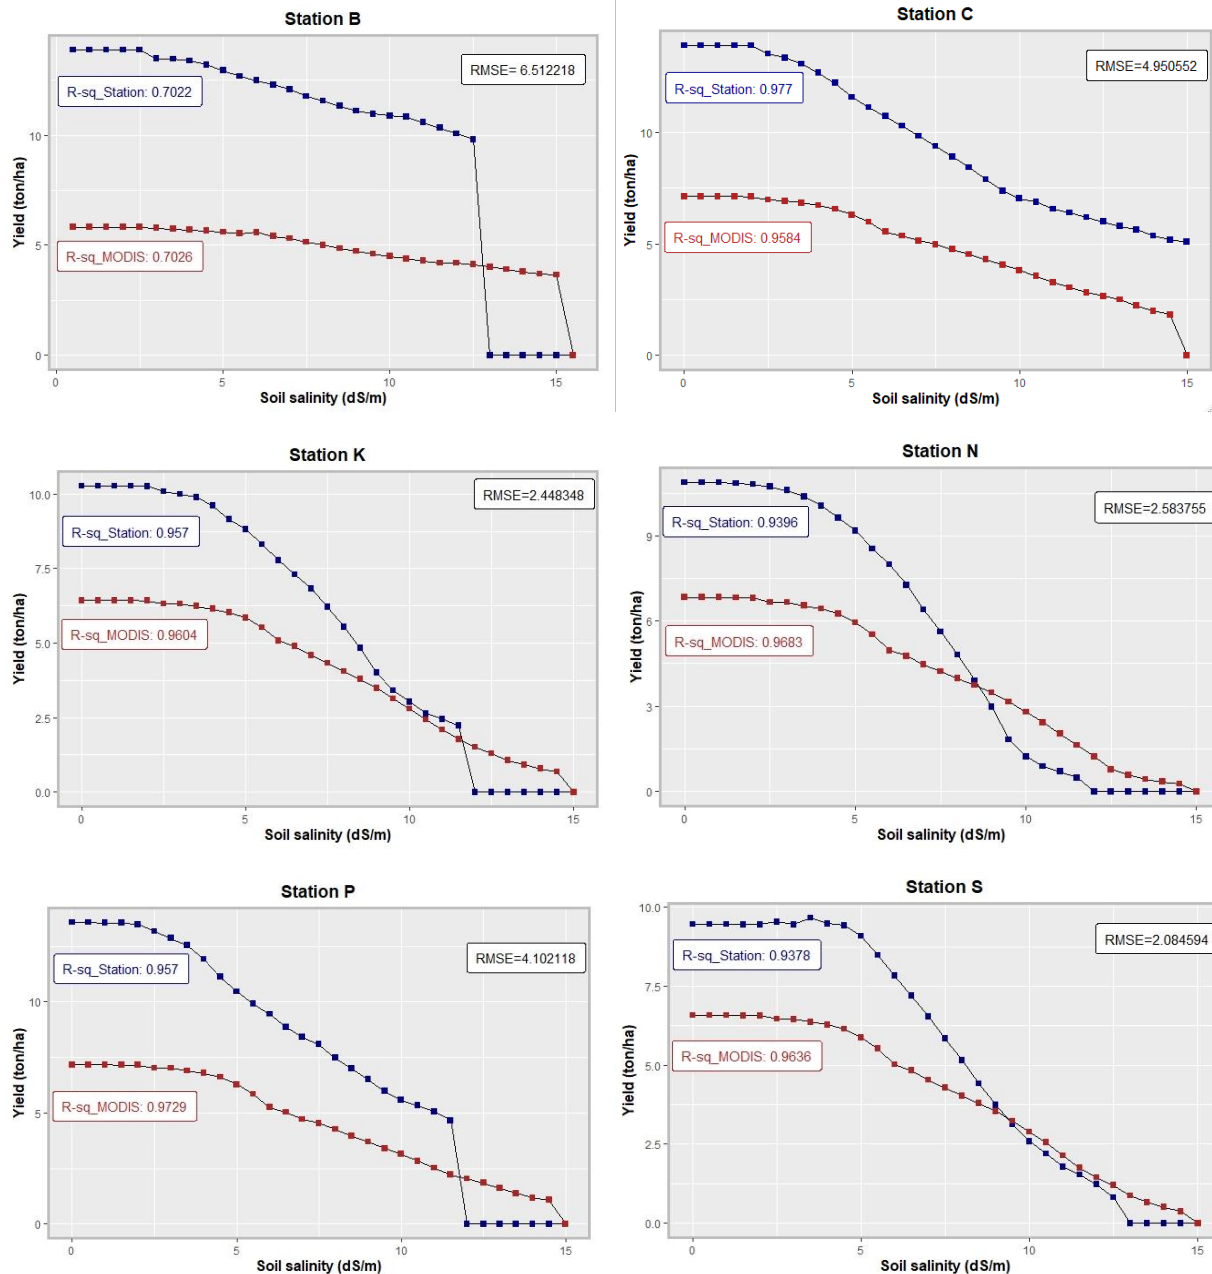 Station B
RMSE= 6.512218
R-sq_Station: 0.7022
R-sq_MODIS: 0.7026
Yield (ton/ha)
10
5
0
0 5 10 15
Soil salinity (dS/m)
Station C
RMSE=4.950552
R-sq_Station: 0.977
R-sq_MODIS: 0.9584
Yield (ton/ha)
10
5
0
0 5 10 15
Soil salinity (dS/m)
Station K
RMSE=2.448348
R-sq_Station: 0.957
R-sq_MODIS: 0.9604
Yield (ton/ha)
10.0
7.5
5.0
2.5
0.0
0 5 10 15
Soil salinity (dS/m)
Station N
RMSE=2.583755
R-sq_Station: 0.9396
R-sq_MODIS: 0.9683
Yield (ton/ha)
9
6
3
0
0 5 10 15
Soil salinity (dS/m)
Station P
RMSE=4.102118
R-sq_Station: 0.957
R-sq_MODIS: 0.9729
Yield (ton/ha)
10
5
0
0 5 10 15
Soil salinity (dS/m)
Station S
RMSE=2.084594
R-sq_Station: 0.9378
R-sq_MODIS: 0.9636
Yield (ton/ha)
10.0
7.5
5.0
2.5
0.0
0 5 10 15
Soil salinity (dS/m)